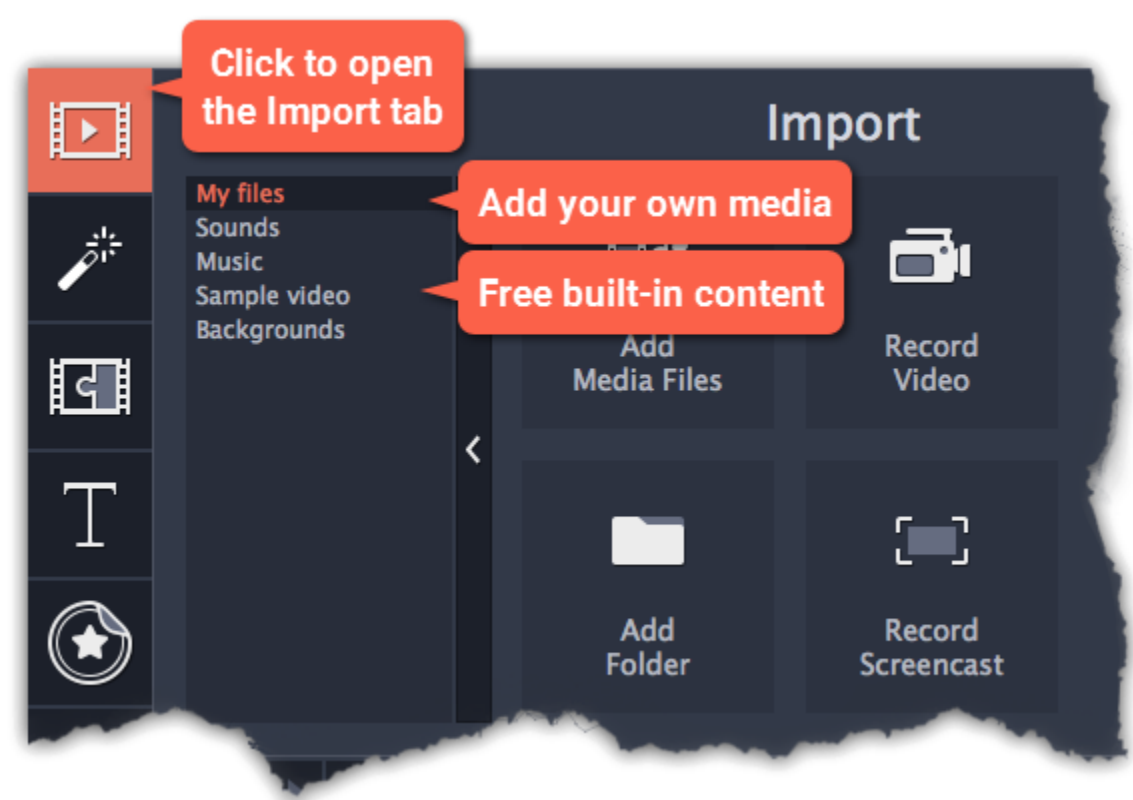 Click to open
the Import tab
Import
My files
Sounds
Music
Sample video
Backgrounds
Add your own media
Free built-in content
Add
Media Files
Record
Video
T
Add
Folder
Record
Screencast